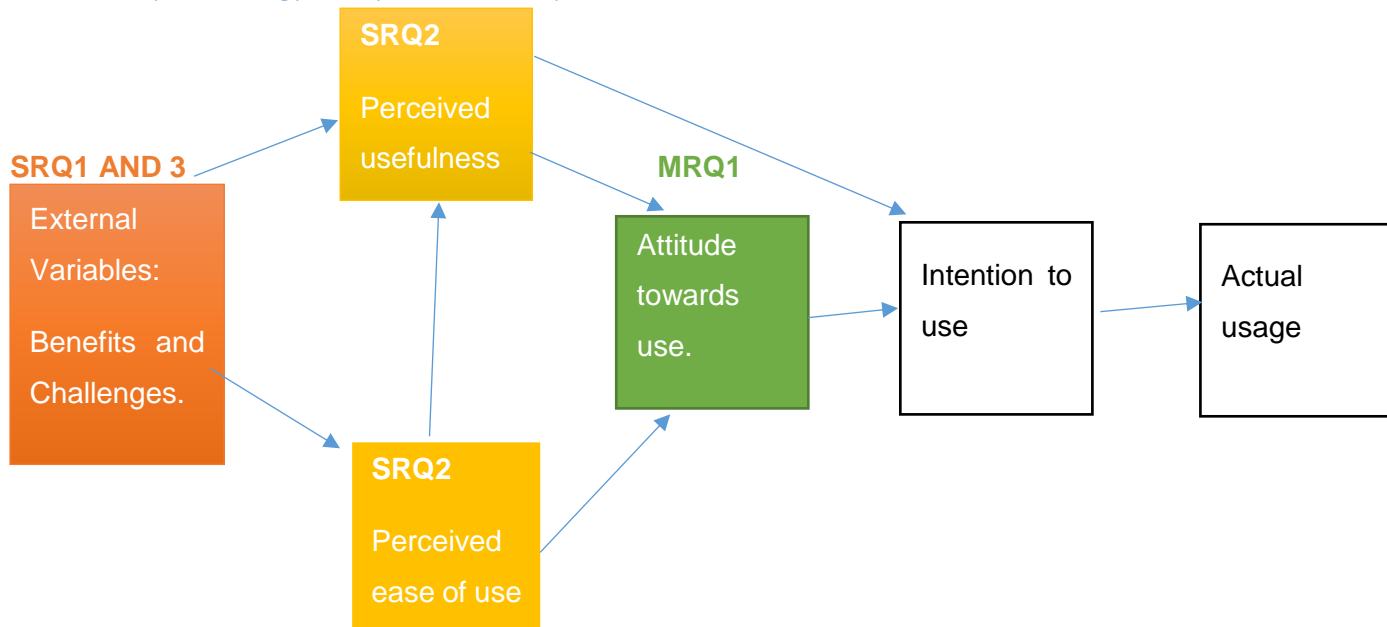 SRQ2
Perceived
usefulness
SRQ1 AND 3
External
Variables:
Benefits and
Challenges.
MRQ1
Attitude
towards
use.
Intention to
use
Actual
usage
SRQ2
Perceived
ease of use